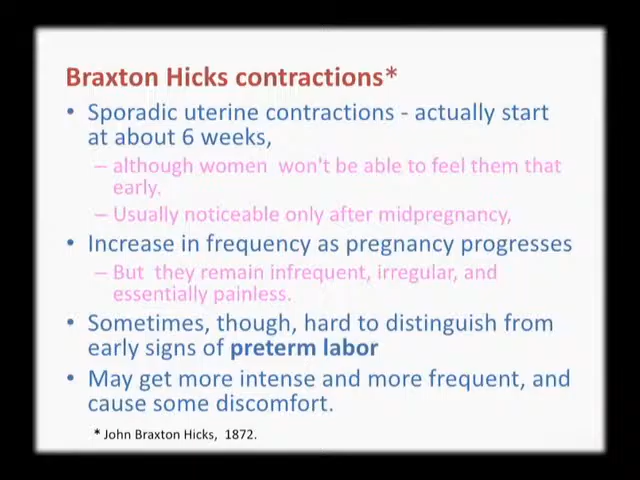 Braxton Hicks contractions*
• Sporadic uterine contractions - actually start
at about 6 weeks,
– although women won't be able to feel them that
early.
– Usually noticeable only after midpregnancy,
• Increase in frequency as pregnancy progresses
– But they remain infrequent, irregular, and
essentially painless.
• Sometimes, though, hard to distinguish from
early signs of preterm labor
• May get more intense and more frequent, and
cause some discomfort.
* John Braxton Hicks, 1872.